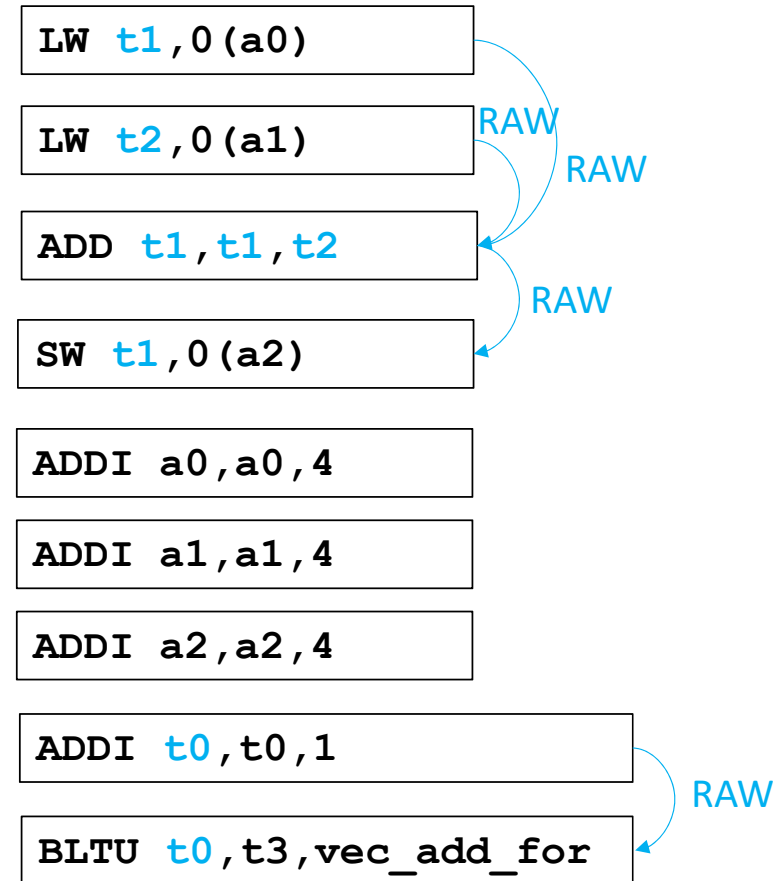 LW t1,0(a0)
LW t2,0(a1)
RAW
RAW
ADD t1,t1,t2
RAW
SW t1,0(a2)
ADDI a0,a0,4
ADDI a1,a1,4
ADDI a2,a2,4
ADDI t0,t0,1
RAW
BLTU t0,t3,vec_add_for